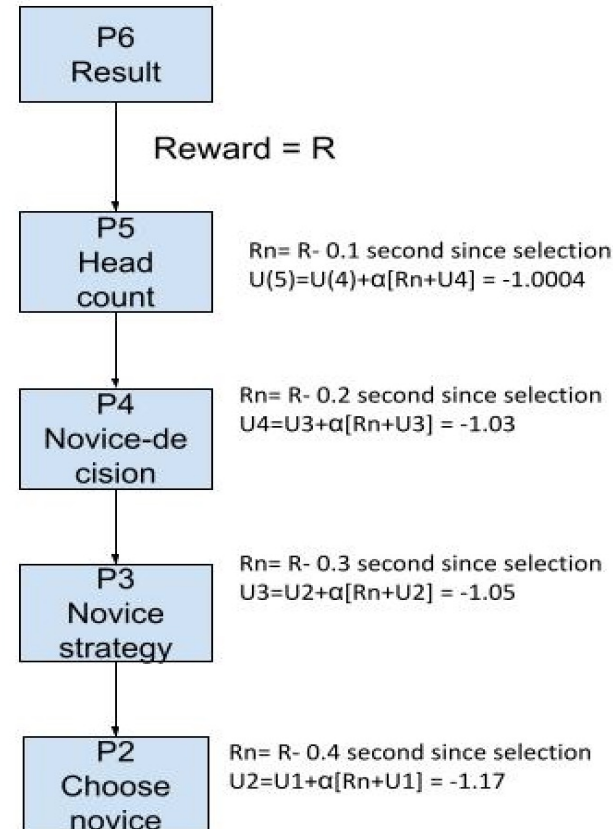 P6
Result
Reward = R
P5
Head
count
Rn= R- 0.1 second since selection
U(5)=U(4)+α[Rn+U4] = -1.0004
P4
Novice-de
cision
Rn= R- 0.2 second since selection
U4=U3+α[Rn+U3] = -1.03
P3
Novice
strategy
Rn= R- 0.3 second since selection
U3=U2+α[Rn+U2] = -1.05
P2
Choose
novice
Rn= R- 0.4 second since selection
U2=U1+α[Rn+U1] = -1.17